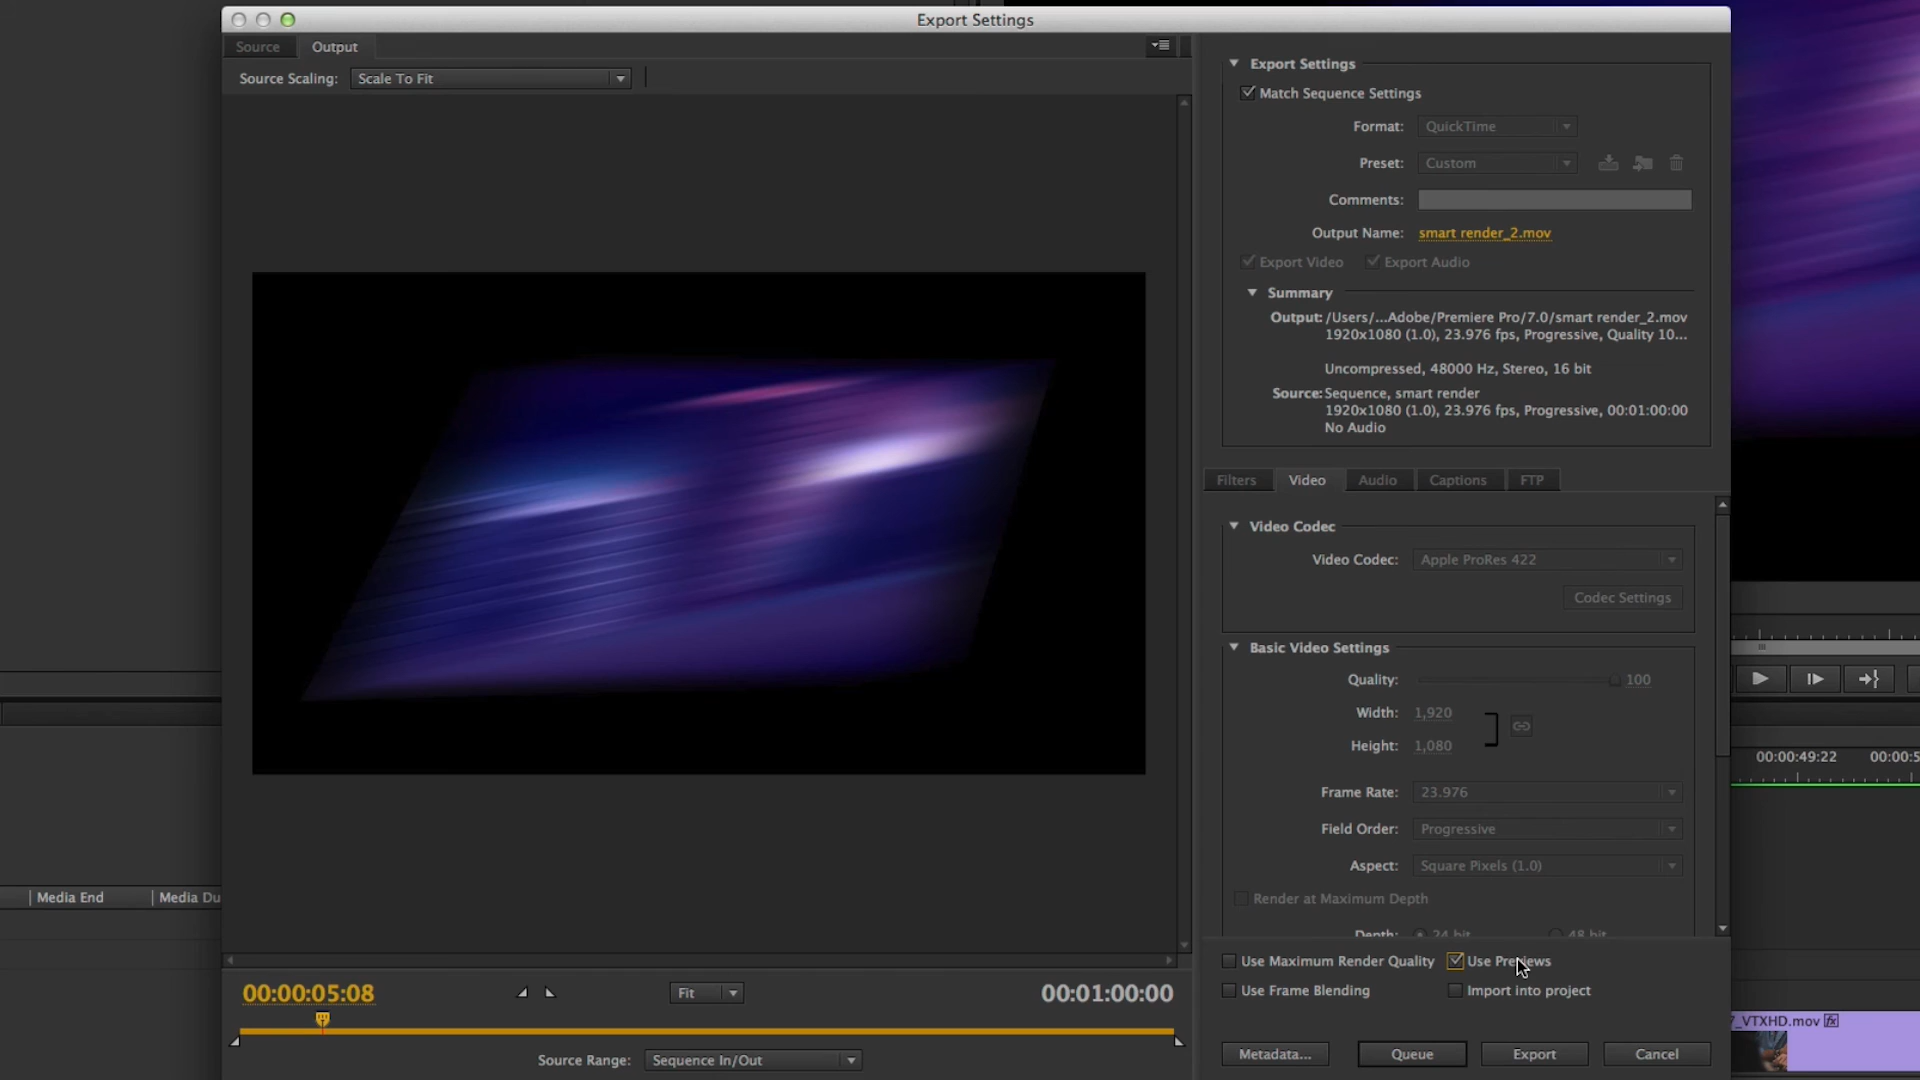 Export Settings
Source
Output
Source Scaling:
Scale To Fit
Export Settings
Match Sequence Settings
Format:
QuickTime
Preset:
Custom
Comments:
Output Name:
smart render_2.mov
Export Video
Export Audio
Summary
Output: /Users/...Adobe/Premiere Pro/7.0/smart render_2.mov
1920x1080 (1.0), 23.976 fps, Progressive, Quality 10...
Uncompressed, 48000 Hz, Stereo, 16 bit
Source: Sequence, smart render
1920x1080 (1.0), 23.976 fps, Progressive, 00:01:00:00
No Audio
Filters
Video
Audio
Captions
FTP
Video Codec
Video Codec:
Apple ProRes 422
Codec Settings
Basic Video Settings
Quality:
100
Width:
1,920
Height:
1,080
Frame Rate:
23.976
Field Order:
Progressive
Aspect:
Square Pixels (1.0)
Render at Maximum Depth
Depth:
24 bit
48 bit
Use Maximum Render Quality
Use Previews
Use Frame Blending
Import into project
00:00:05:08
Fit
00:01:00:00
Source Range:
Sequence In/Out
Metadata...
Queue
Export
Cancel
Media End
Media Du
00:00:49:22
00:00:5
7_VTXHD.mov fx